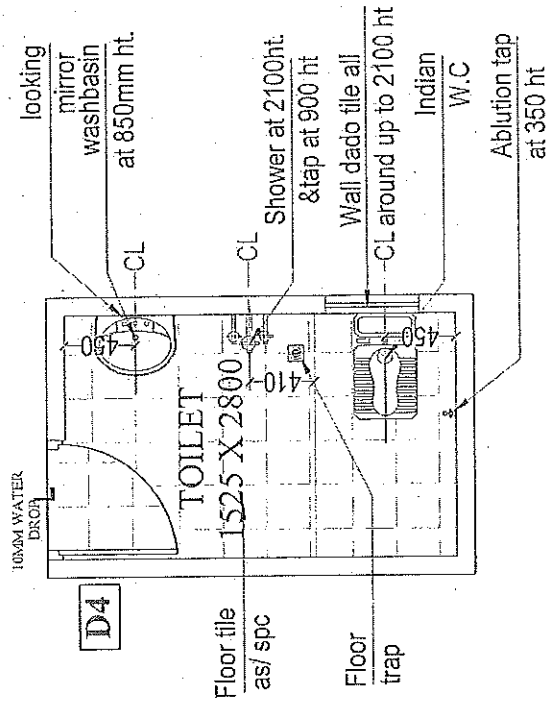 10MM WATER
DROP
D4
looking
mirror
washbasin
at 850mm ht.
CL
450
TOILET
1525 X 2800
Shower at 2100ht.
&tap at 900 ht
CL
410
Floor tile
as/ spc
Wall dado tile all
around up to 2100 ht
CL
450
Floor
trap
Indian
W.C
Ablution tap
at 350 ht